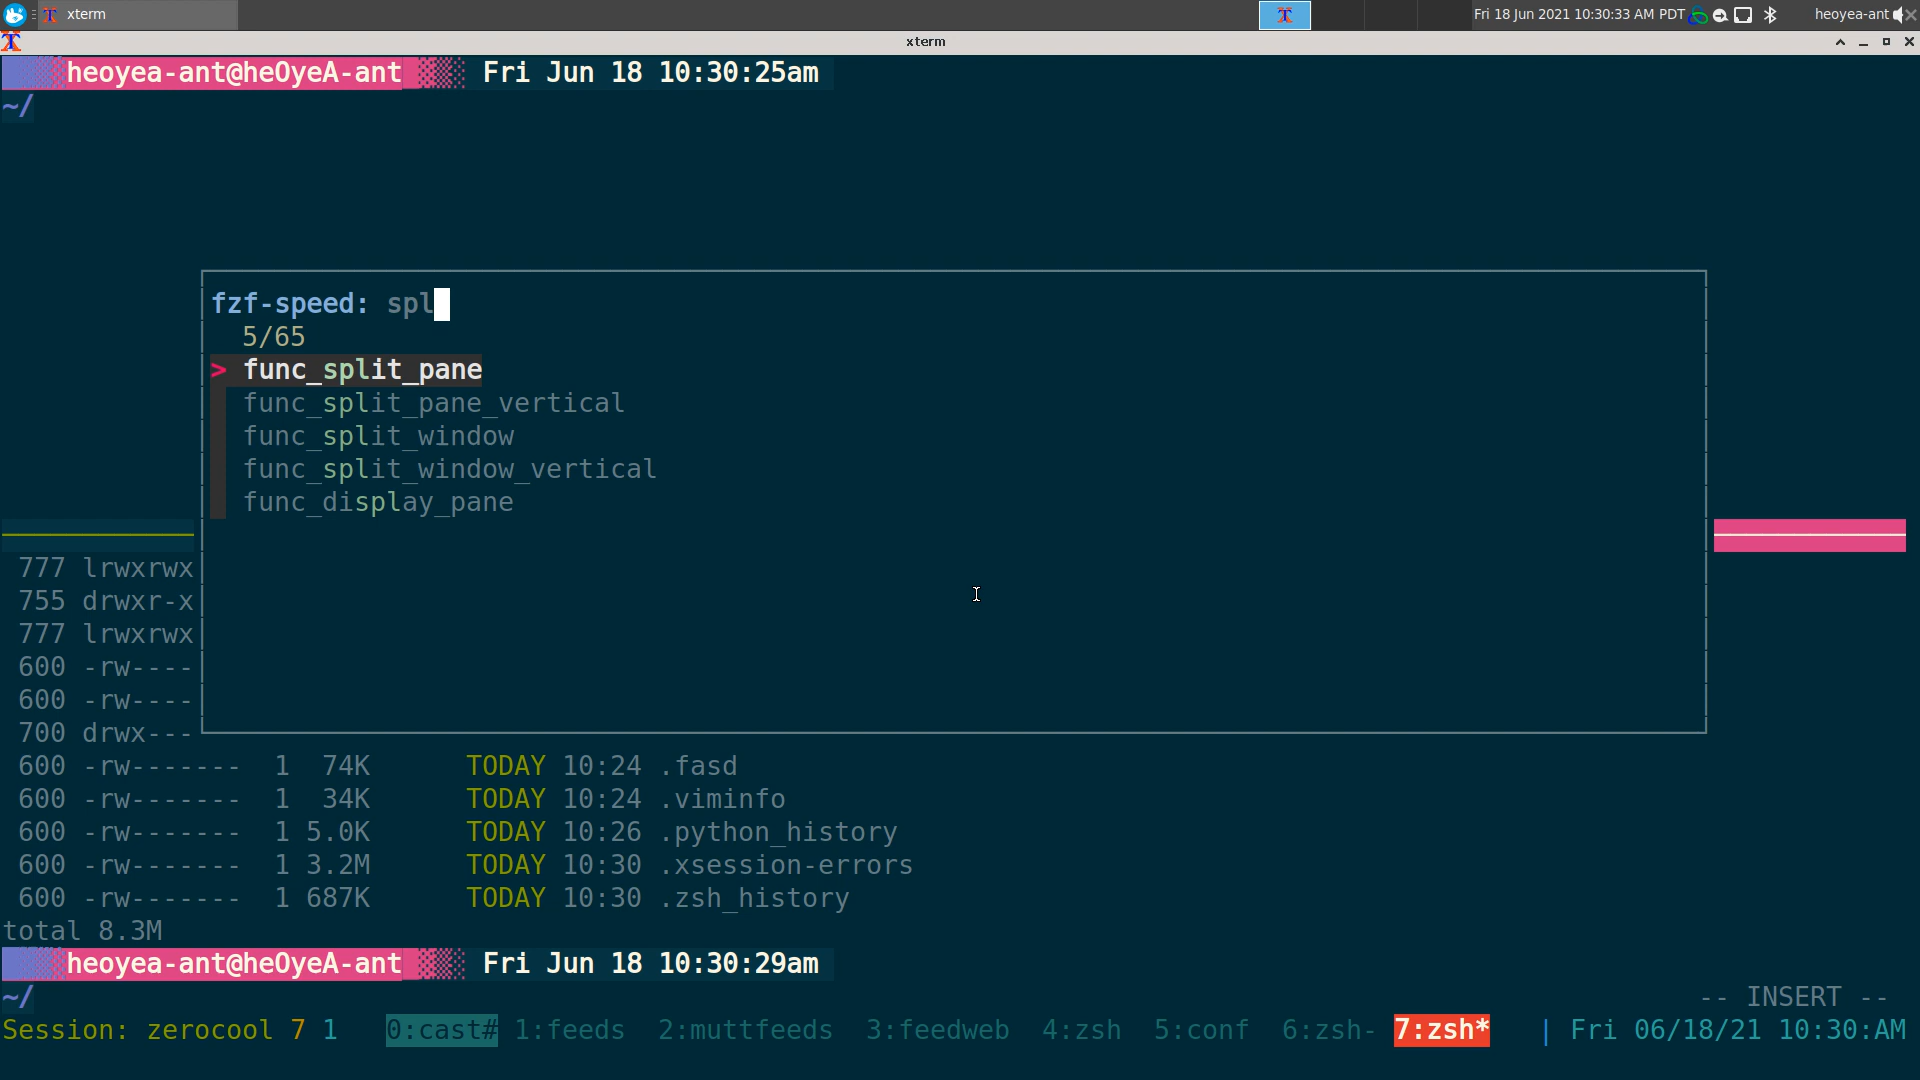 xterm
Fri 18 Jun 2021 10:30:33 AM PDT
heoyea-ant
xterm
heoyea-ant@heOyeA-ant Fri Jun 18 10:30:25am
~/
fzf-speed: spl
5/65
> func_split_pane
func_split_pane_vertical
func_split_window
func_split_window_vertical
func_display_pane
777 lrwxrwx
755 drwxr-x
777 lrwxrwx
600 -rw----
600 -rw----
700 drwx---
600 -rw------- 1 74K TODAY 10:24 .fasd
600 -rw------- 1 34K TODAY 10:24 .viminfo
600 -rw------- 1 5.0K TODAY 10:26 .python_history
600 -rw------- 1 3.2M TODAY 10:30 .xsession-errors
600 -rw------- 1 687K TODAY 10:30 .zsh_history
total 8.3M
heoyea-ant@heOyeA-ant Fri Jun 18 10:30:29am
~/ -- INSERT --
Session: zerocool 7 1 0:cast# 1:feeds 2:muttfeeds 3:feedweb 4:zsh 5:conf 6:zsh- 7:zsh* | Fri 06/18/21 10:30:AM